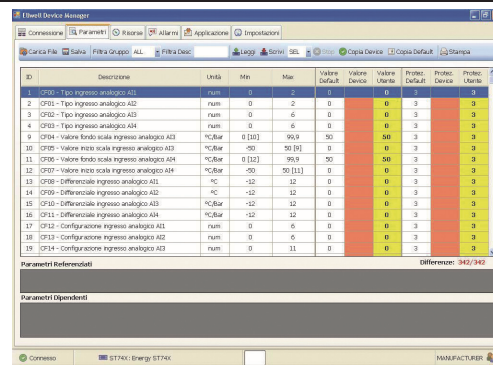 Eliwell Device Manager
Connessione Parametri Risorse Allarmi Applicazione Impostazioni
Carica File Salva Filtra Gruppo ALL Filtra Desc Leggi Scrivi SEL Stop Copia Device Copia Default Stampa
ID Descrizione Unità Min Max Valore Default Valore Device Valore Utente Protez. Default Protez. Device Protez. Utente
1 CF00 - Tipo ingresso analogico AI1 num 0 2 0 0 3 3
2 CF01 - Tipo ingresso analogico AI2 num 0 2 0 0 3 3
3 CF02 - Tipo ingresso analogico AI3 num 0 6 0 0 3 3
4 CF03 - Tipo ingresso analogico AI4 num 0 6 0 0 3 3
9 CF04 - Valore fondo scala ingresso analogico AI3 °C/Bar 0 [10] 99,9 50 50 3 3
10 CF05 - Valore inizio scala ingresso analogico AI3 °C/Bar -50 50 [9] 0 0 3 3
11 CF06 - Valore fondo scala ingresso analogico AI4 °C/Bar 0 [12] 99,9 50 50 3 3
12 CF07 - Valore inizio scala ingresso analogico AI4 °C/Bar -50 50 [11] 0 0 3 3
13 CF08 - Differenziale ingresso analogico AI1 °C -12 12 0 0 3 3
14 CF09 - Differenziale ingresso analogico AI2 °C -12 12 0 0 3 3
15 CF10 - Differenziale ingresso analogico AI3 °C/Bar -12 12 0 0 3 3
16 CF11 - Differenziale ingresso analogico AI4 °C/Bar -12 12 0 0 3 3
17 CF12 - Configurazione ingresso analogico AI1 num 0 6 0 0 3 3
18 CF13 - Configurazione ingresso analogico AI2 num 0 6 0 0 3 3
19 CF14 - Configurazione ingresso analogico AI3 num 0 11 0 0 3 3
Parametri Referenziati Differenze: 342/342
Parametri Dipendenti
Connesso ST74X: Energy ST74X MANUFACTURER